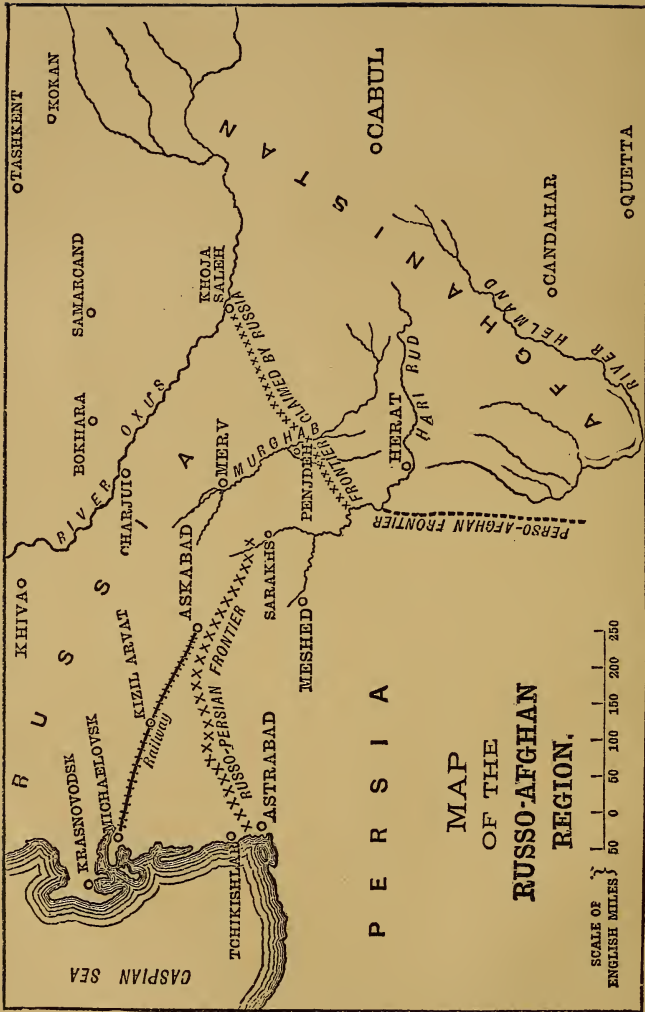 TASHKENT
KOKAN
SAMARCAND
BOKHARA
KHIVA
CHARJUI
RIVER OXUS
KHOJA
SALEH
RUSSIA
KRASNOVODSK
MICHAELOVSK
KIZIL ARVAT
Railway
ASKABAD
MERV
MURGHAB
PENJDEH
FRONTIER CLAIMED BY RUSSIA
SARAKHS
RUSSO-PERSIAN FRONTIER
TCHIKISHLAR
ASTRABAD
MESHED
CASPIAN SEA
HERAT
HARI RUD
PERSO-AFGHAN FRONTIER
AFGHANISTAN
CABUL
CANDAHAR
RIVER HELMAND
QUETTA
PERSIA
MAP
OF THE
RUSSO-AFGHAN
REGION.
SCALE OF
ENGLISH MILES
50 0 50 100 150 200 250